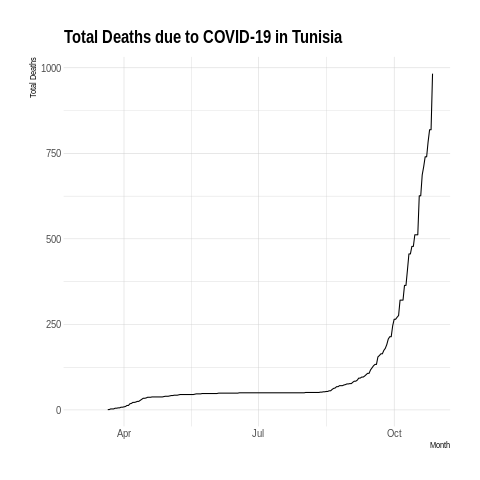 Total Deaths due to COVID-19 in Tunisia
Total Deaths
1000
750
500
250
0
Apr Jul Oct
Month